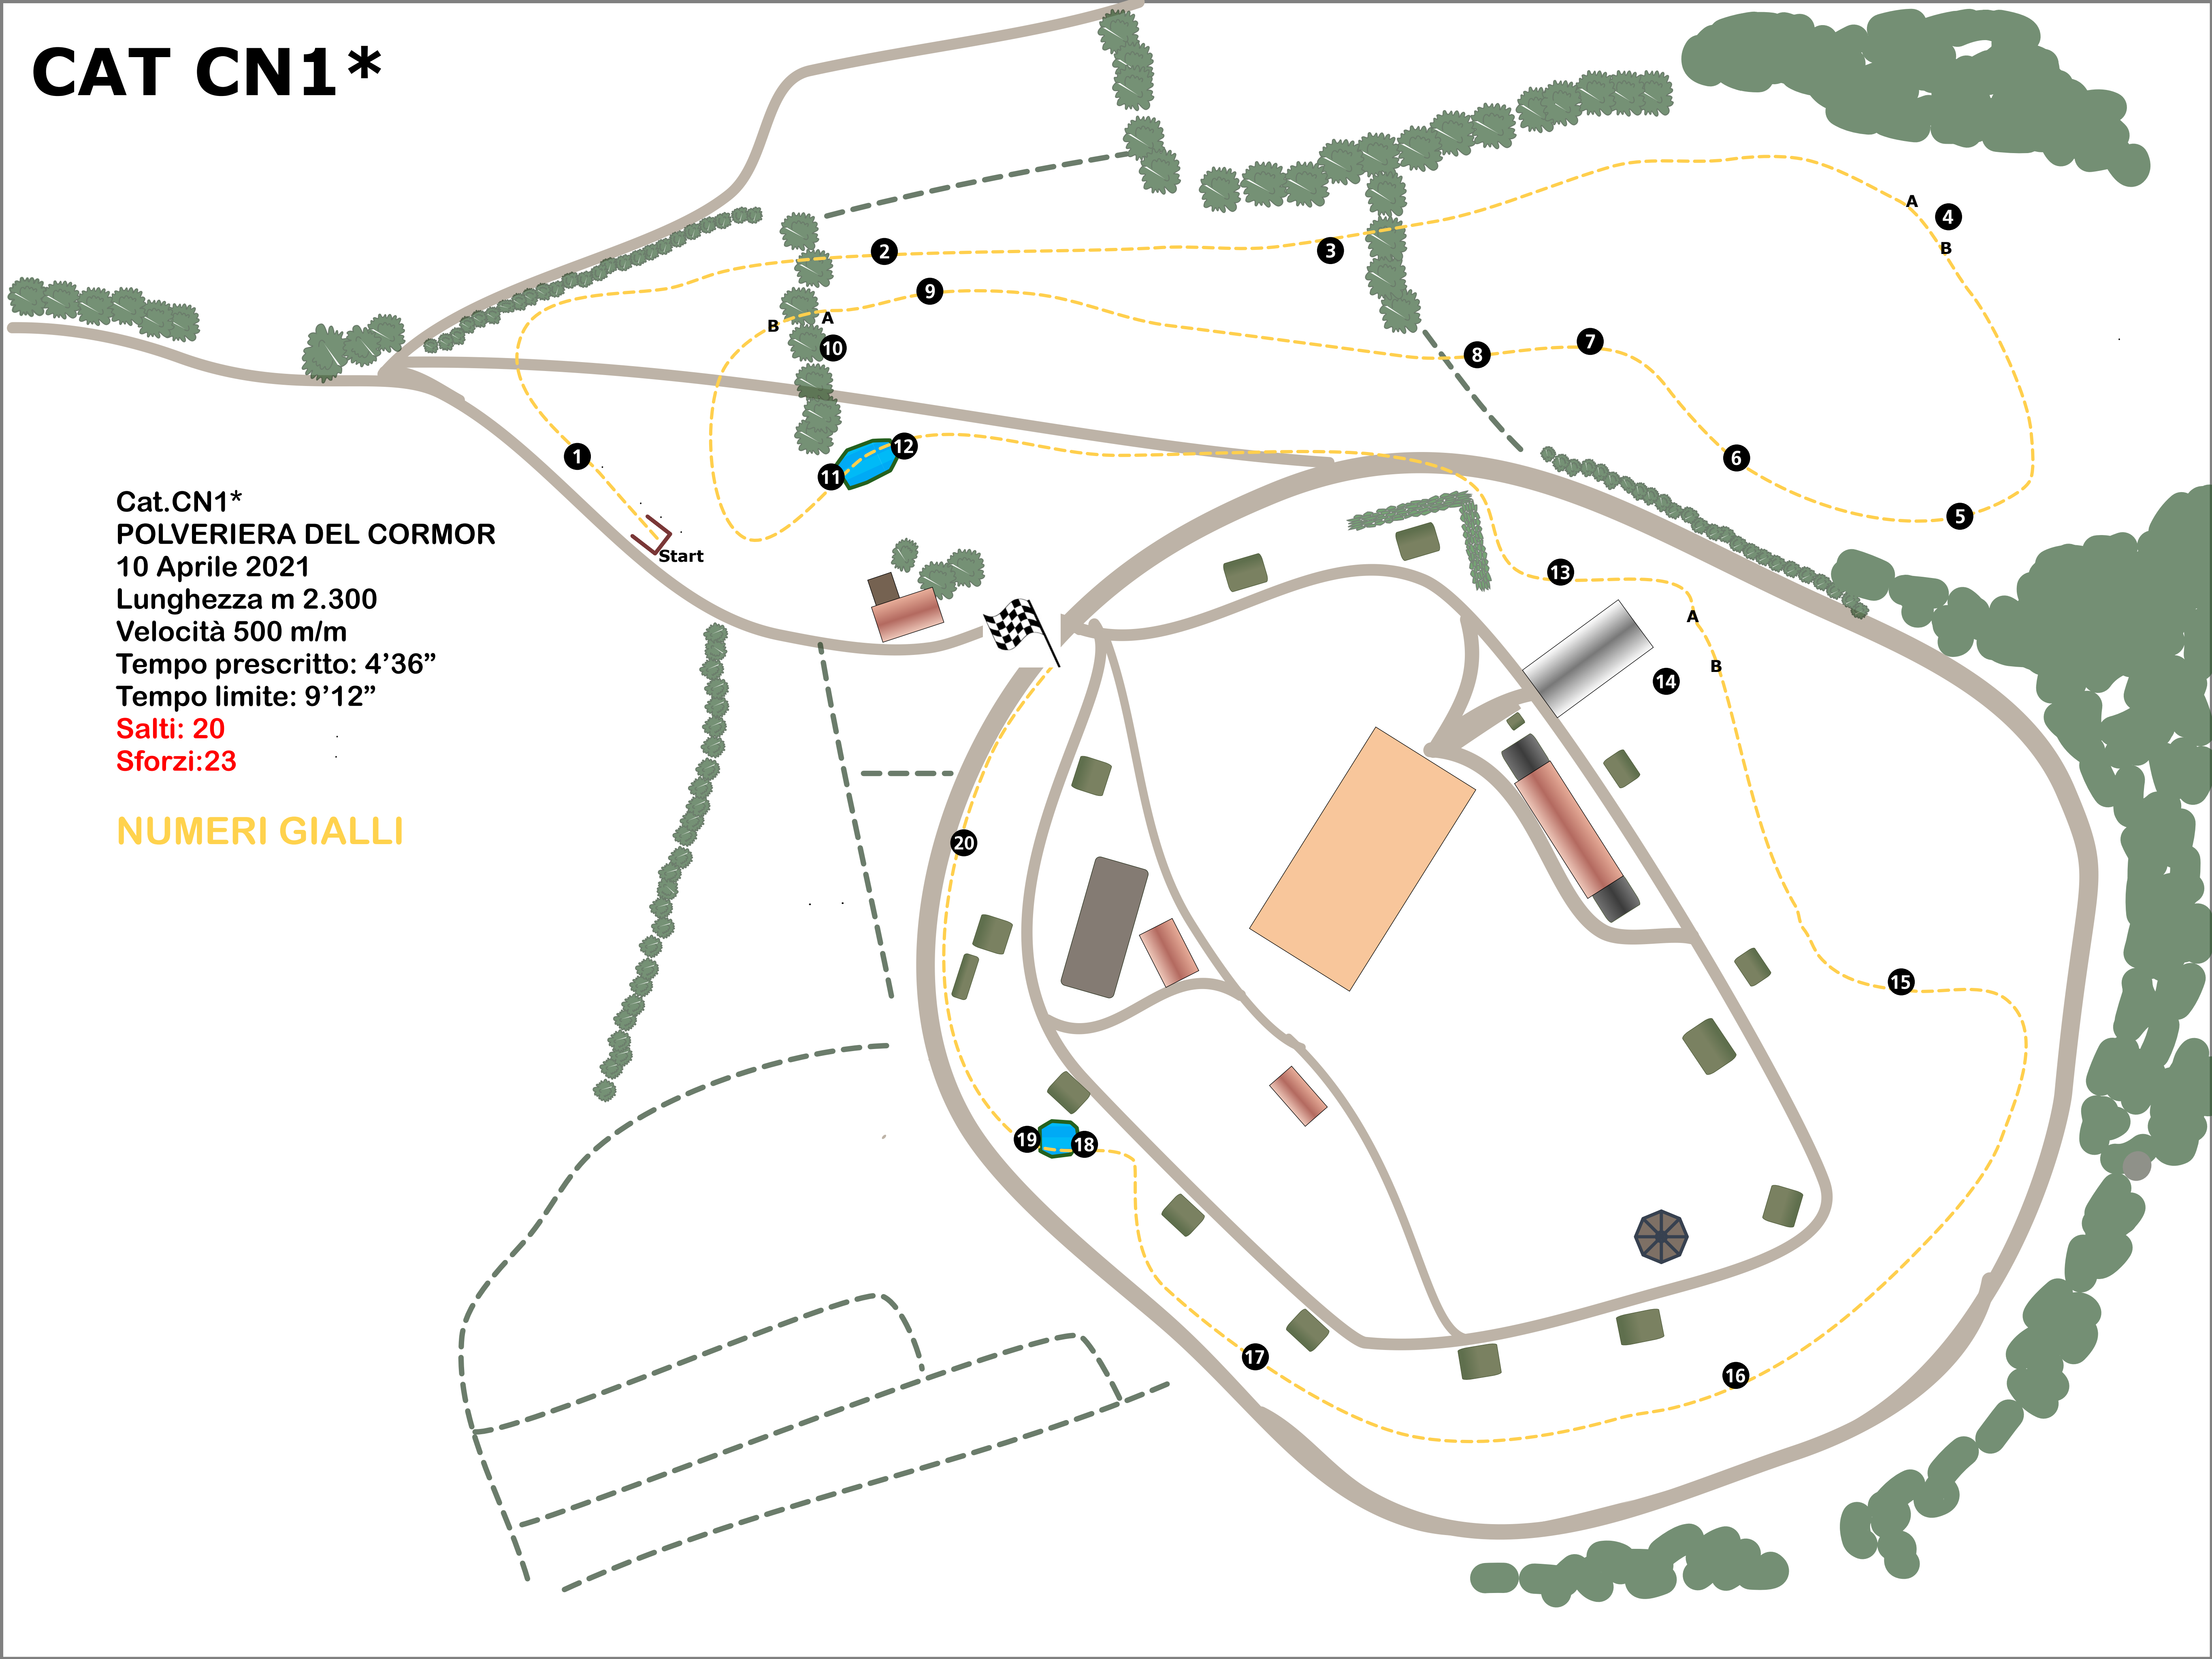 CAT CN1*
Cat.CN1*
POLVERIERA DEL CORMOR
10 Aprile 2021
Lunghezza m 2.300
Velocità 500 m/m
Tempo prescritto: 4’36”
Tempo limite: 9’12”
Salti: 20
Sforzi:23
NUMERI GIALLI
Start
1
2
3
A
4
B
5
6
7
8
9
A
B
10
11
12
13
A
B
14
15
16
17
18
19
20